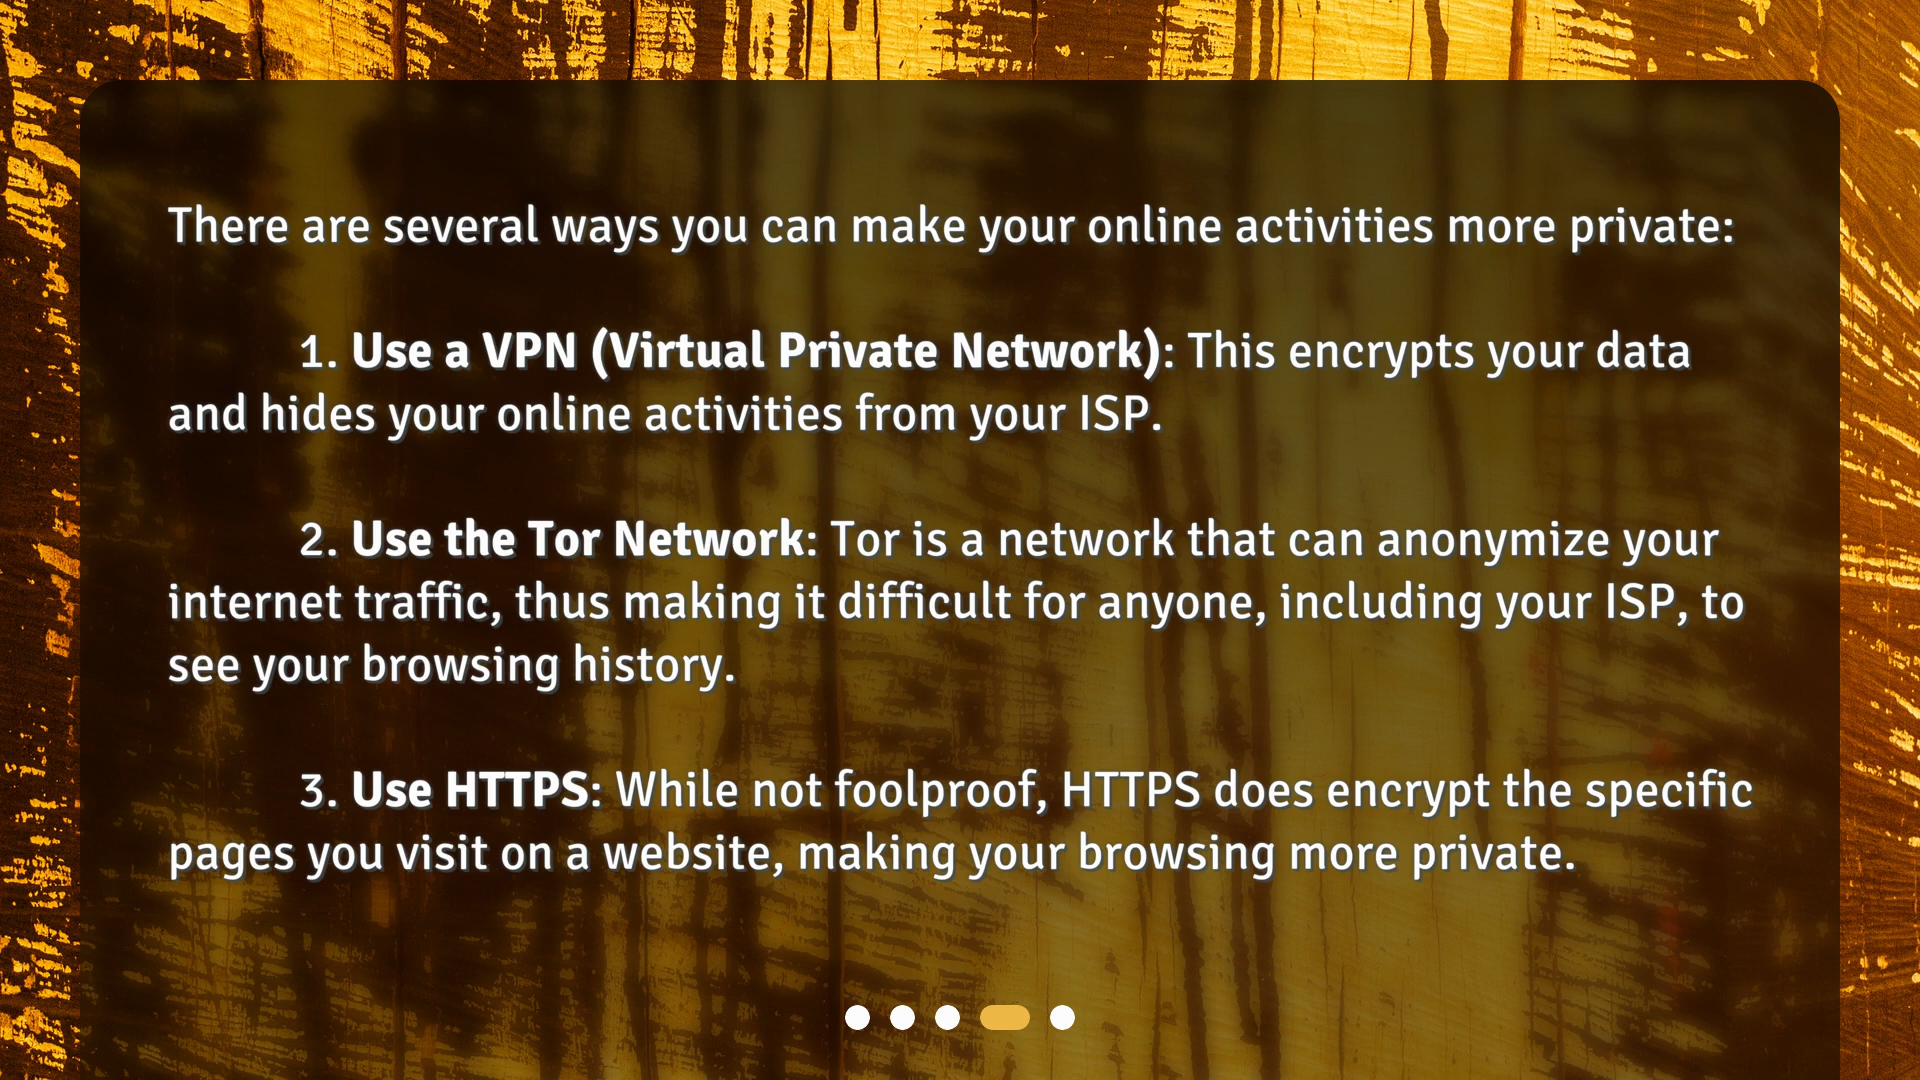 There are several ways you can make your online activities more private:
1. Use a VPN (Virtual Private Network): This encrypts your data
and hides your online activities from your ISP.
2. Use the Tor Network: Tor is a network that can anonymize your
internet traffic, thus making it difficult for anyone, including your ISP, to
see your browsing history.
3. Use HTTPS: While not foolproof, HTTPS does encrypt the specific
pages you visit on a website, making your browsing more private.